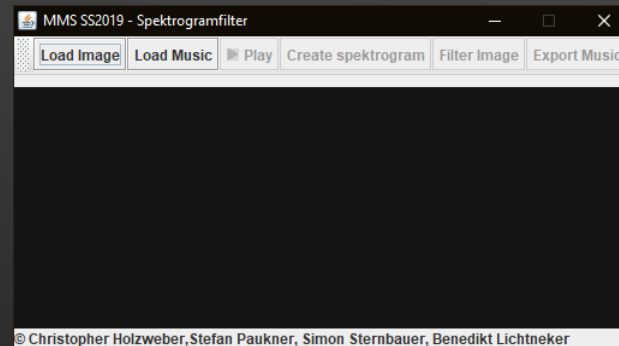 MMS SS2019 - Spektrogramfilter
Load Image Load Music Play Create spektrogram Filter Image Export Music
© Christopher Holzweber,Stefan Paukner, Simon Sternbauer, Benedikt Lichtneker